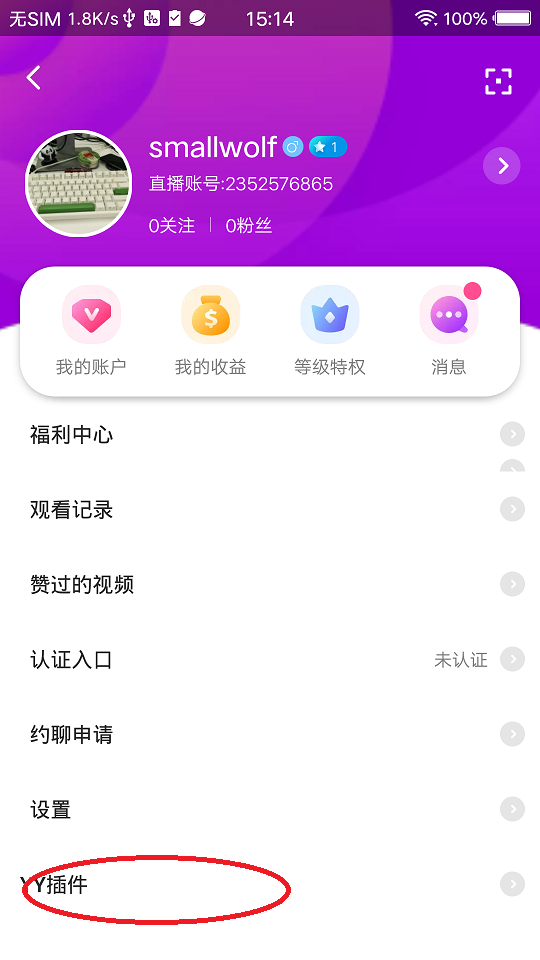 无SIM 1.8K/s 100% 15:14
smallwolf 1
直播账号:2352576865
0关注 0粉丝
我的账户 我的收益 等级特权 消息
福利中心
观看记录
赞过的视频
认证入口 未认证
约聊申请
设置
YY插件